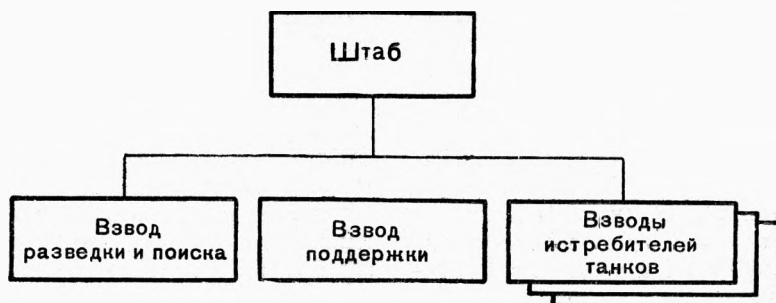 Штаб
Взвод
разведки и поиска
Взвод
поддержки
Взводы
истребителей
танков